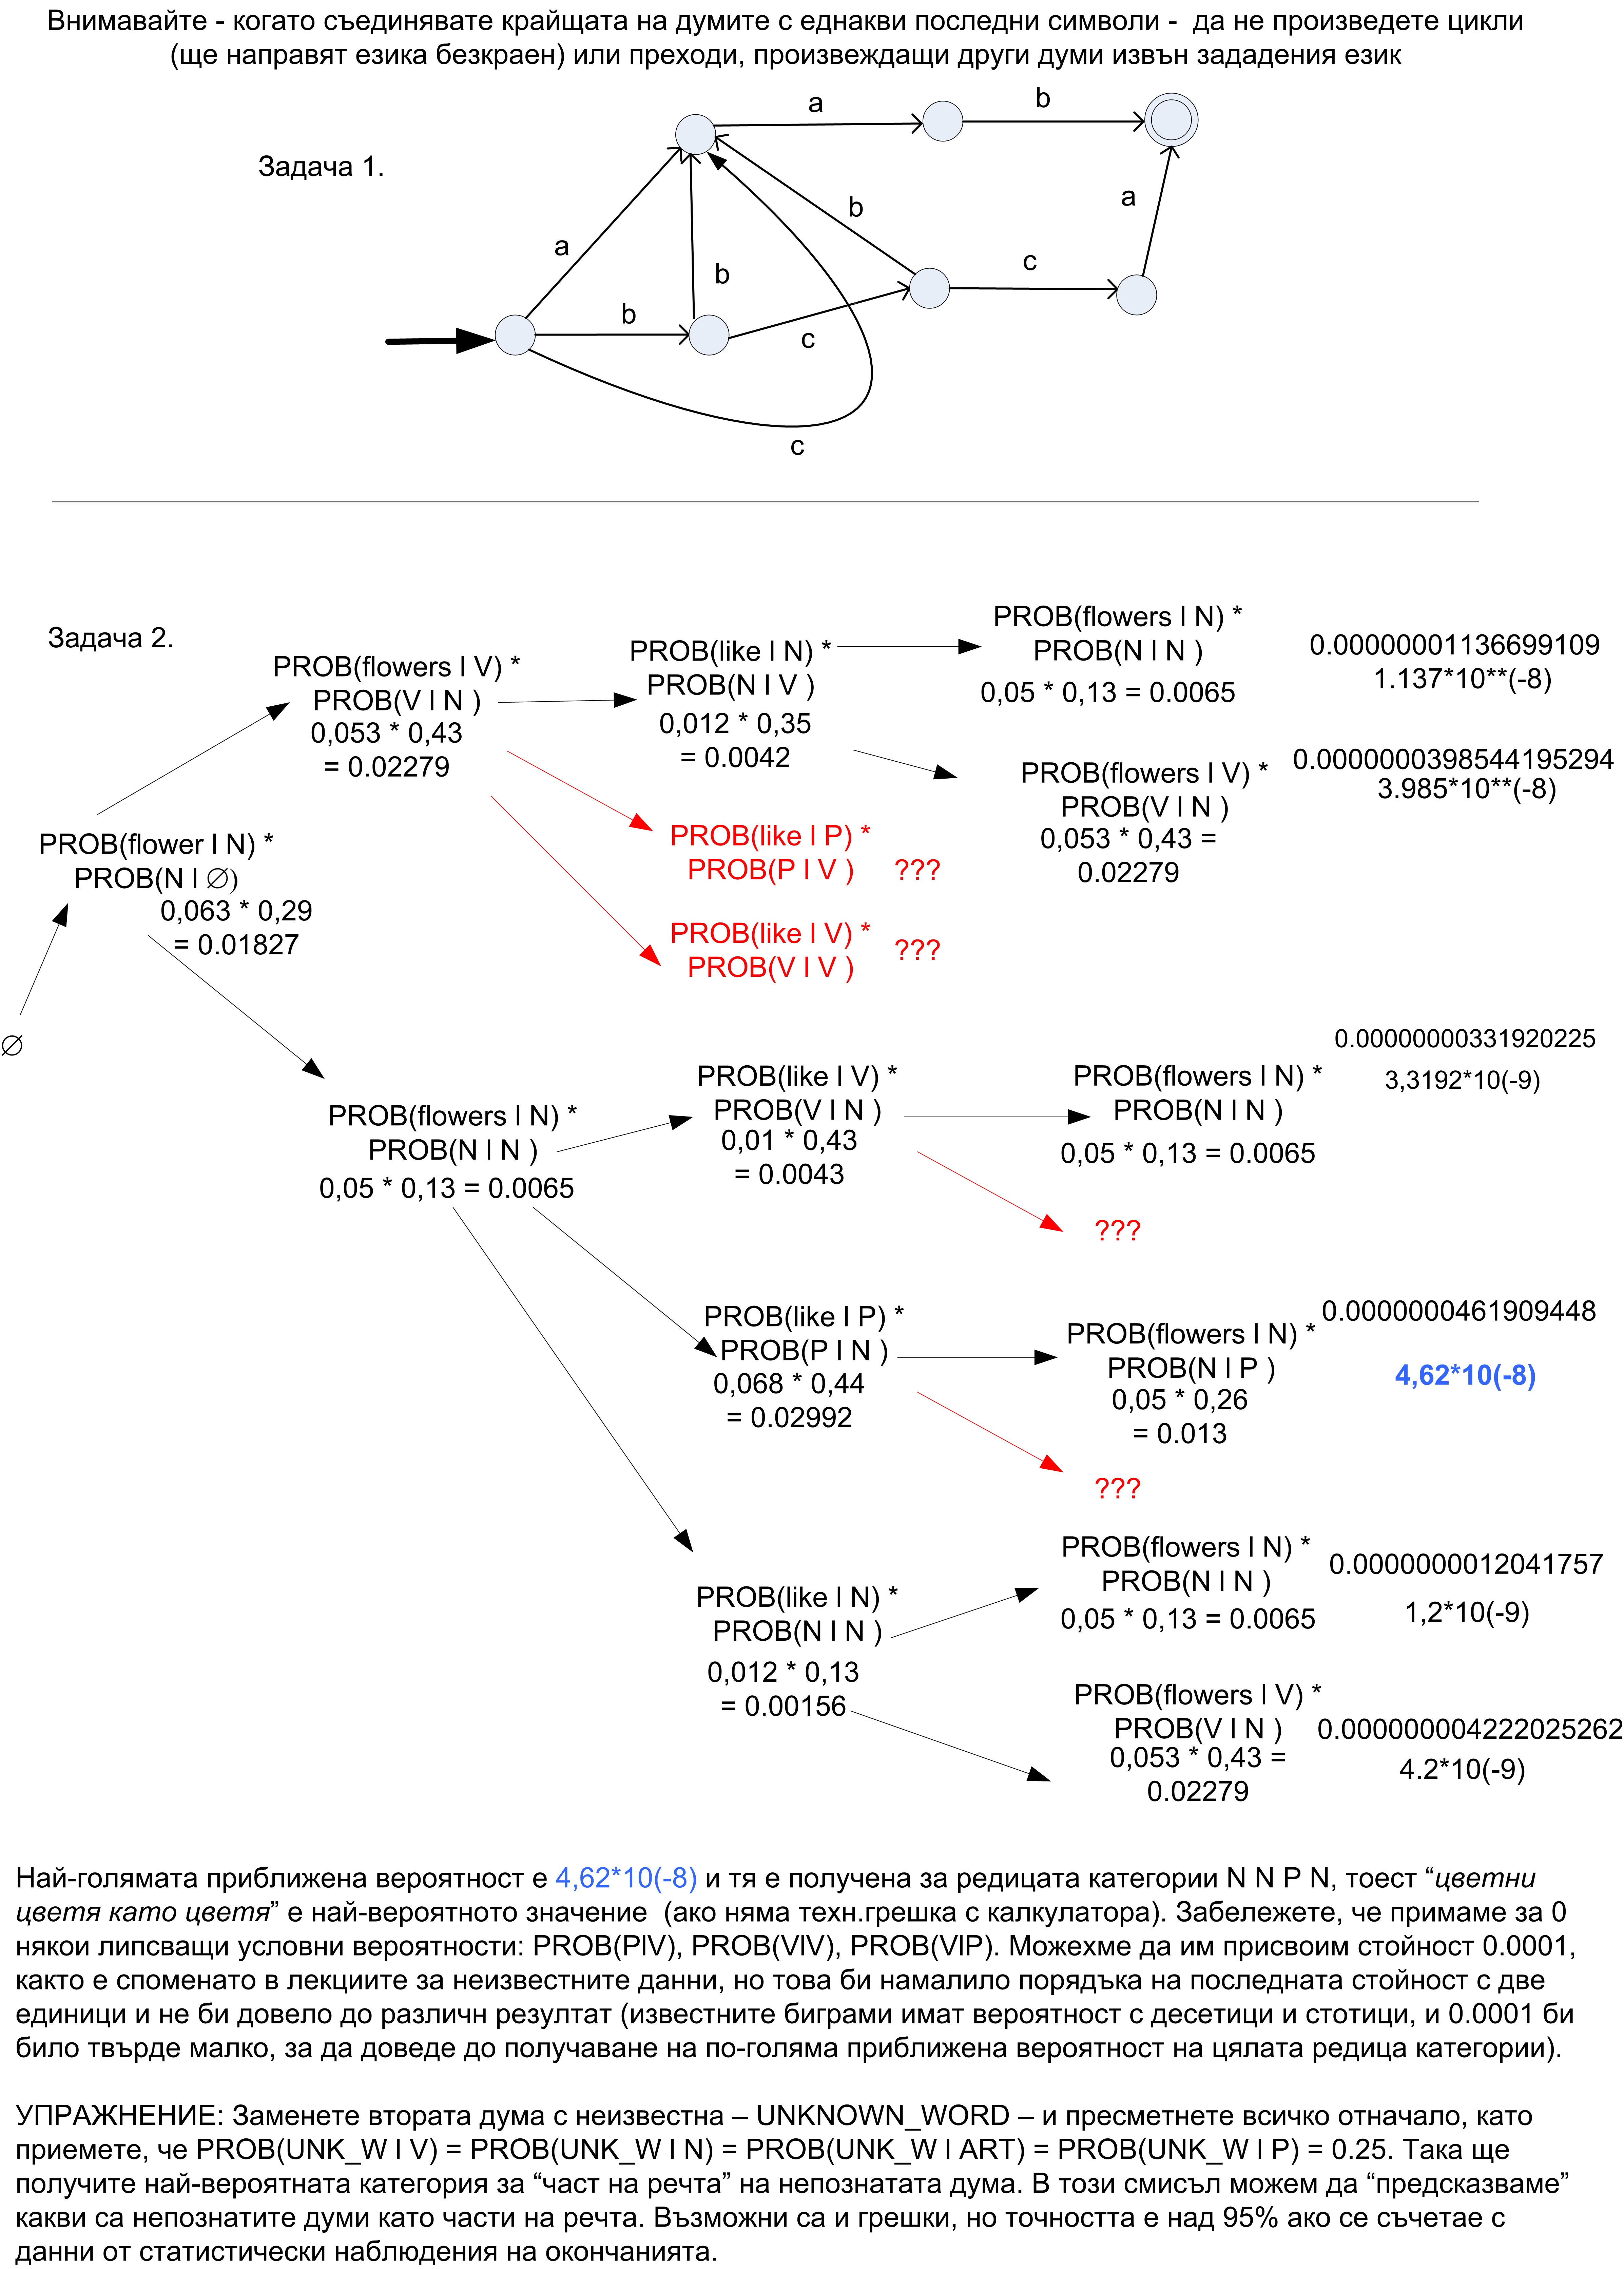 Внимавайте - когато съединявате крайщата на думите с еднакви последни символи -  да не произведете цикли
(ще направят езика безкраен) или преходи, произвеждащи други думи извън зададения език
Задача 1.
a
b
a
b
b
a
b
c
c
c
Задача 2.
PROB(flowers l V) *
PROB(V l N )
0,053 * 0,43
= 0.02279
PROB(like l N) *
PROB(N l V )
0,012 * 0,35
= 0.0042
PROB(flowers l N) *
PROB(N l N )
0,05 * 0,13 = 0.0065
0.00000001136699109
1.137*10**(-8)
PROB(flowers l V) *
PROB(V l N )
0,053 * 0,43 =
0.02279
0.0000000398544195294
3.985*10**(-8)
PROB(like l P) *
PROB(P l V )
???
PROB(like l V) *
PROB(V l V )
???
PROB(flower l N) *
PROB(N l ∅)
0,063 * 0,29
= 0.01827
∅
PROB(flowers l N) *
PROB(N l N )
0,05 * 0,13 = 0.0065
PROB(like l V) *
PROB(V l N )
0,01 * 0,43
= 0.0043
PROB(flowers l N) *
PROB(N l N )
0,05 * 0,13 = 0.0065
0.00000000331920225
3,3192*10(-9)
???
PROB(like l P) *
PROB(P l N )
0,068 * 0,44
= 0.02992
PROB(flowers l N) *
PROB(N l P )
0,05 * 0,26
= 0.013
0.0000000461909448
4,62*10(-8)
???
PROB(like l N) *
PROB(N l N )
0,012 * 0,13
= 0.00156
PROB(flowers l N) *
PROB(N l N )
0,05 * 0,13 = 0.0065
0.0000000012041757
1,2*10(-9)
PROB(flowers l V) *
PROB(V l N )
0,053 * 0,43 =
0.02279
0.000000004222025262
4.2*10(-9)
Най-голямата приближена вероятност е 4,62*10(-8) и тя е получена за редицата категории N N P N, тоест “цветни
цветя като цветя” е най-вероятното значение  (ако няма техн.грешка с калкулатора). Забележете, че примаме за 0
някои липсващи условни вероятности: PROB(PlV), PROB(VlV), PROB(VlP). Можехме да им присвоим стойност 0.0001,
както е споменато в лекциите за неизвестните данни, но това би намалило порядъка на последната стойност с две
единици и не би довело до различн резултат (известните биграми имат вероятност с десетици и стотици, и 0.0001 би
било твърде малко, за да доведе до получаване на по-голяма приближена вероятност на цялата редица категории).
УПРАЖНЕНИЕ: Заменете втората дума с неизвестна – UNKNOWN_WORD – и пресметнете всичко отначало, като
приемете, че PROB(UNK_W l V) = PROB(UNK_W l N) = PROB(UNK_W l ART) = PROB(UNK_W l P) = 0.25. Така ще
получите най-вероятната категория за “част на речта” на непознатата дума. В този смисъл можем да “предсказваме”
какви са непознатите думи като части на речта. Възможни са и грешки, но точността е над 95% ако се съчетае с
данни от статистически наблюдения на окончанията.